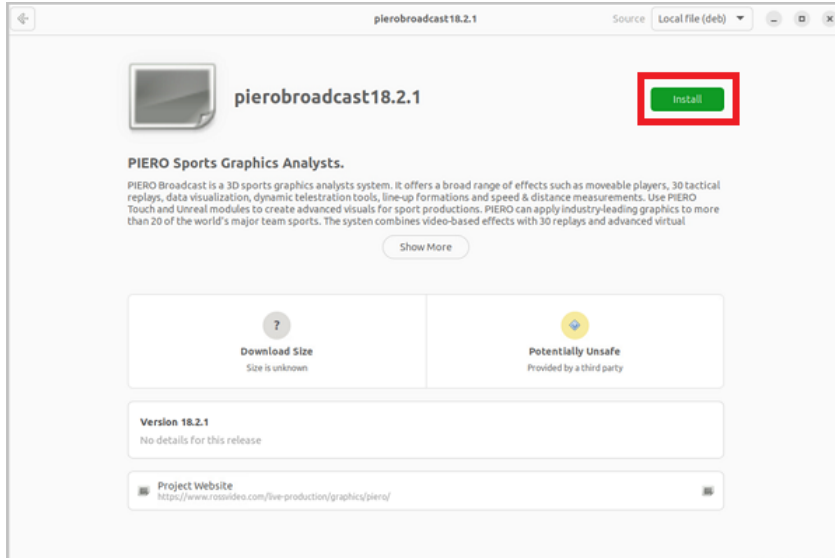 pierobroadcast18.2.1
Source
Local file (deb)
pierobroadcast18.2.1
Install
PIERO Sports Graphics Analysts.
PIERO Broadcast is a 3D sports graphics analysts system. It offers a broad range of effects such as moveable players, 30 tactical
replays, data visualization, dynamic telestration tools, line-up formations and speed & distance measurements. Use PIERO
Touch and Unreal modules to create advanced visuals for sport productions. PIERO can apply industry-leading graphics to more
than 20 of the world's major team sports. The systen combines video-based effects with 30 replays and advanced virtual
Show More
?
Download Size
Size is unknown
Potentially Unsafe
Provided by a third party
Version 18.2.1
No details for this release
Project Website
https://www.rossvideo.com/live-production/graphics/piero/